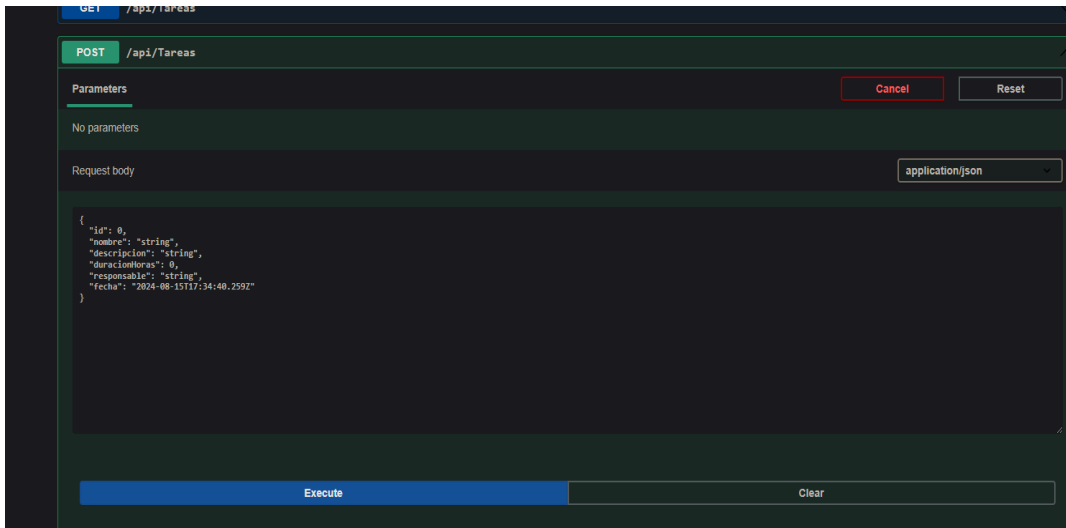 GET /api/Tareas
POST /api/Tareas
Parameters
Cancel
Reset
No parameters
Request body
application/json
{
"id": 0,
"nombre": "string",
"descripcion": "string",
"duracionHoras": 0,
"responsable": "string",
"fecha": "2024-08-15T17:34:40.259Z"
}
Execute
Clear